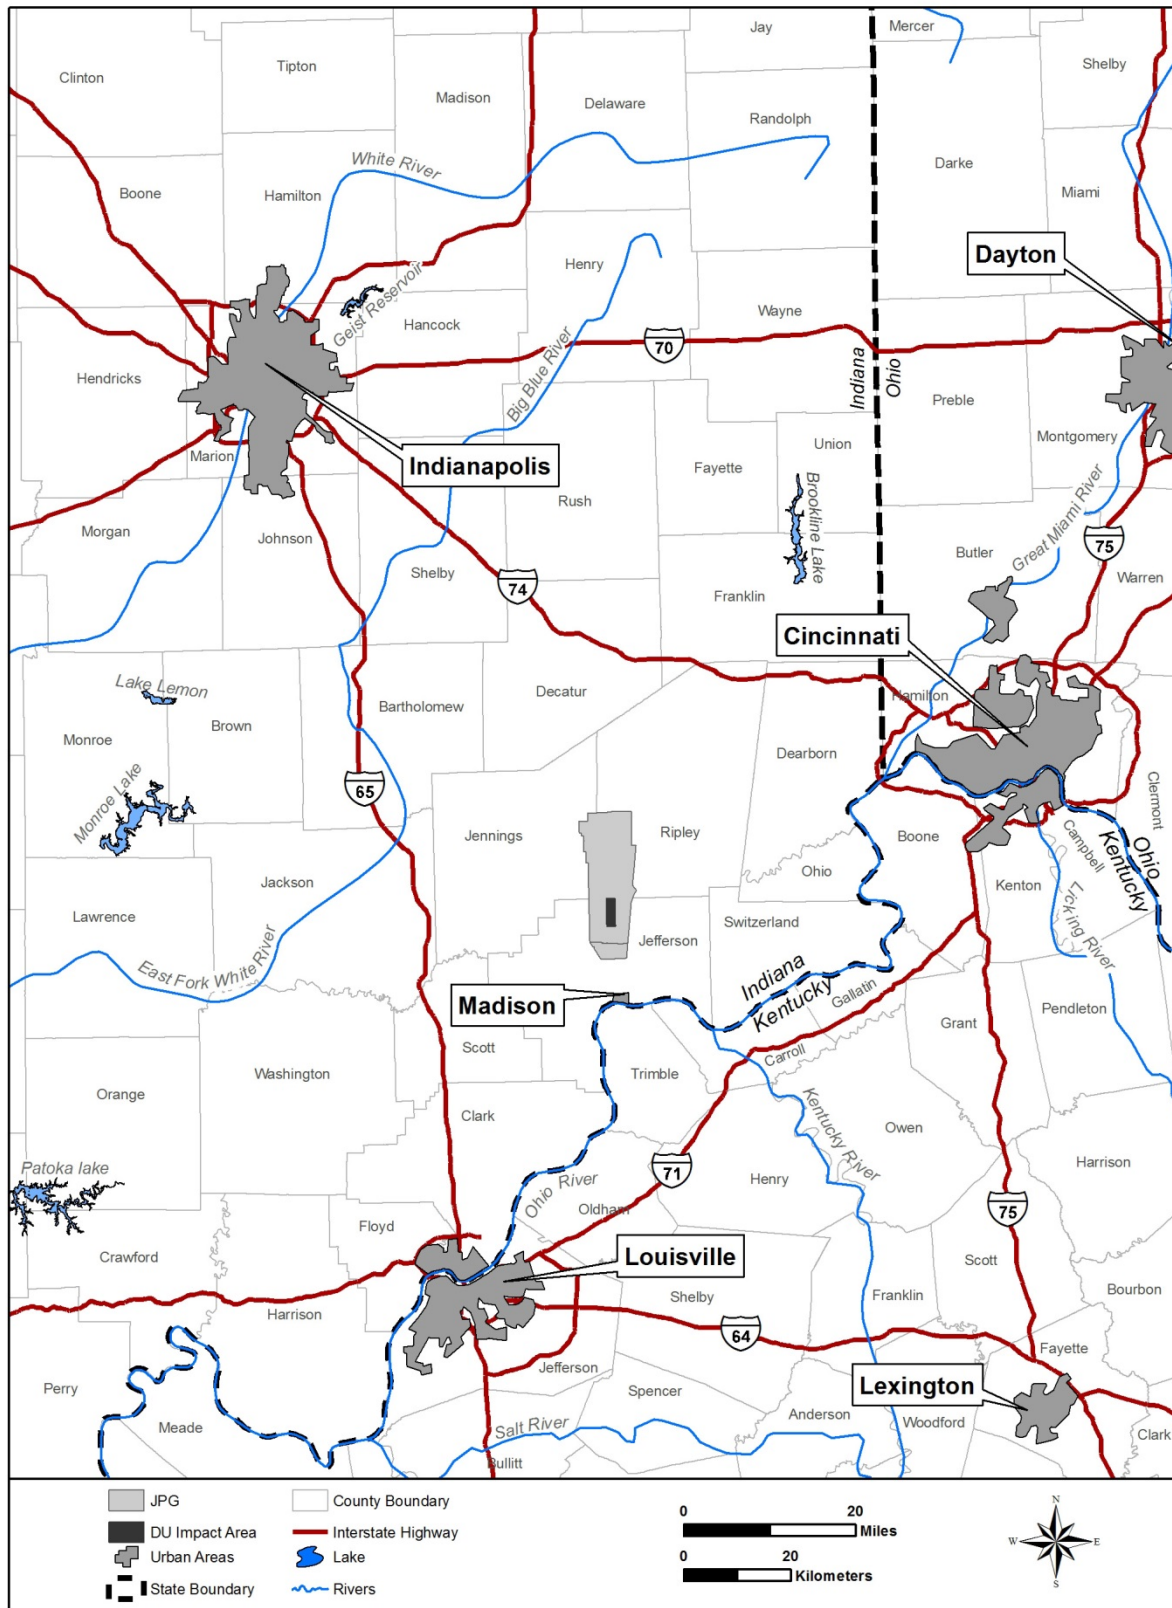 Jay
Mercer
Clinton
Tipton
Madison
Delaware
Randolph
Shelby
Darke
Boone
Hamilton
White River
Miami
Dayton
Henry
Geist Reservoir
Hancock
Wayne
Big Blue River
70
Indiana
Ohio
Hendricks
Preble
Montgomery
Union
Marion
Indianapolis
Fayette
Rush
Brookline Lake
Great Miami River
Morgan
Johnson
Shelby
74
Butler
75
Warren
Franklin
Cincinnati
Lake Lemon
Decatur
Hamilton
Bartholomew
Brown
Monroe
Dearborn
Monroe Lake
65
Clermont
Jennings
Ripley
Boone
Campbell
Ohio
Kentucky
Jackson
Ohio
Kenton
Licking River
Lawrence
Switzerland
Jefferson
East Fork White River
Indiana
Kentucky
Madison
Gallatin
Pendleton
Grant
Scott
Carroll
Washington
Trimble
Orange
Clark
Kentucky River
Owen
Patoka lake
71
Henry
Harrison
Ohio River
Oldham
75
Floyd
Crawford
Louisville
Scott
Harrison
Shelby
Franklin
Bourbon
64
Fayette
Jefferson
Perry
Spencer
Lexington
Meade
Salt River
Anderson
Woodford
Clark
Bullitt
JPG
County Boundary
DU Impact Area
Interstate Highway
Urban Areas
Lake
State Boundary
Rivers
0 20
Miles
0 20
Kilometers
N
W E
S